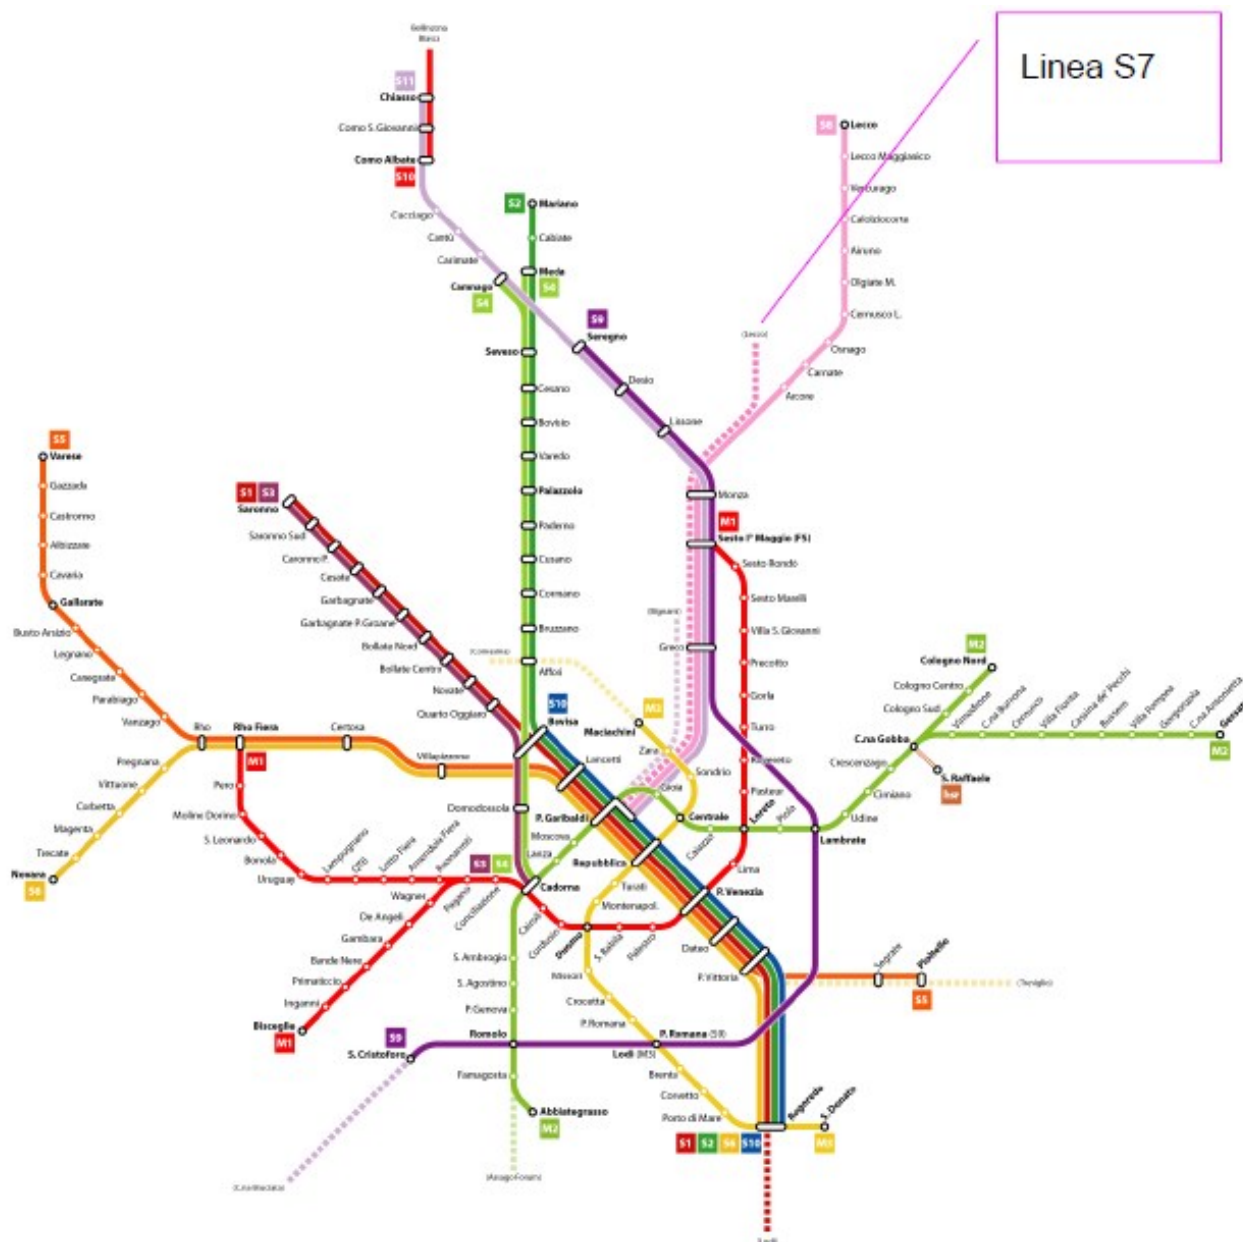 Linea S7
Bellinzona
S11
Chiasso
Como S.Giovanni
Como Albate
S10
Cucciago
Cantù
Carimate
Camnago
S4
S2
Mariano
Cabiate
Meda
S4
Seveso
Cesano
Bovisio
Varedo
Palazzolo
Paderno
Cusano
Cormano
Bruzzano
Affori
S9
Seregno
Desio
Lissone
Monza
M1
Sesto I° Maggio (FS)
Sesto Rondò
Sesto Marelli
Villa S.Giovanni
Precotto
Gorla
Turro
Rovereto
Pasteur
Loreto
Lima
P.Venezia
S8
Lecco
Lecco Maggianico
Vercurago
Calolziocorte
Airuno
Olgiate M.
Cernusco L.
Osnago
Carnate
Arcore
(Lecco)
S5
Varese
Gazzada
Castronno
Albizzate
Cavaria
Gallarate
Busto Arsizio
Legnano
Canegrate
Parabiago
Vanzago
Rho
Rho Fiera
M1
Certosa
Villapizzone
Pregnana
Vittuone
Corbetta
Magenta
Trecate
Novara
S6
S1 S3
Saronno
Saronno Sud
Caronno P.
Cesate
Garbagnate
Garbagnate P.Groane
Bollate Nord
Bollate Centro
Novate
Quarto Oggiaro
S10
Bovisa
Lancetti
Domodossola
P.Garibaldi
Moscova
Lanza
Cadorna
S3 S4
Pero
Molino Dorino
S.Leonardo
Bonola
Uruguay
Lampugnano
QT8
Lotto Fiera
Amendola Fiera
Buonarroti
Pagano
Conciliazione
Wagner
De Angeli
Gambara
Bande Nere
Primaticcio
Inganni
Bisceglie
M1
Cairoli
Cordusio
Duomo
S.Babila
Palestro
M3
Maciachini
Zara
Sondrio
Gioia
Centrale
Caiazzo
Repubblica
Turati
Montenapol.
Greco
Piola
Lambrate
Udine
Cimiano
Crescenzago
C.na Gobba
S. Raffaele
Cologno Sud
Cologno Centro
Cologno Nord
M2
Vimodrone
C.na Burrona
Cernusco
Villa Fiorita
Cassina de' Pecchi
Bussero
Villa Pompea
Gorgonzola
C.na Antonietta
M2
Dateo
P.Vittoria
Segrate
Pioltello
S5
(Treviglio)
S. Ambrogio
S. Agostino
P.Genova
Romolo
Famagosta
Abbiategrasso
M2
(Assago Forum)
S9
S. Cristoforo
Missori
Crocetta
P.Romana
P. Romana (S9)
Lodi (M3)
Brenta
Corvetto
Porto di Mare
Rogoredo
S. Donato
S1 S2 S6 S10
M3